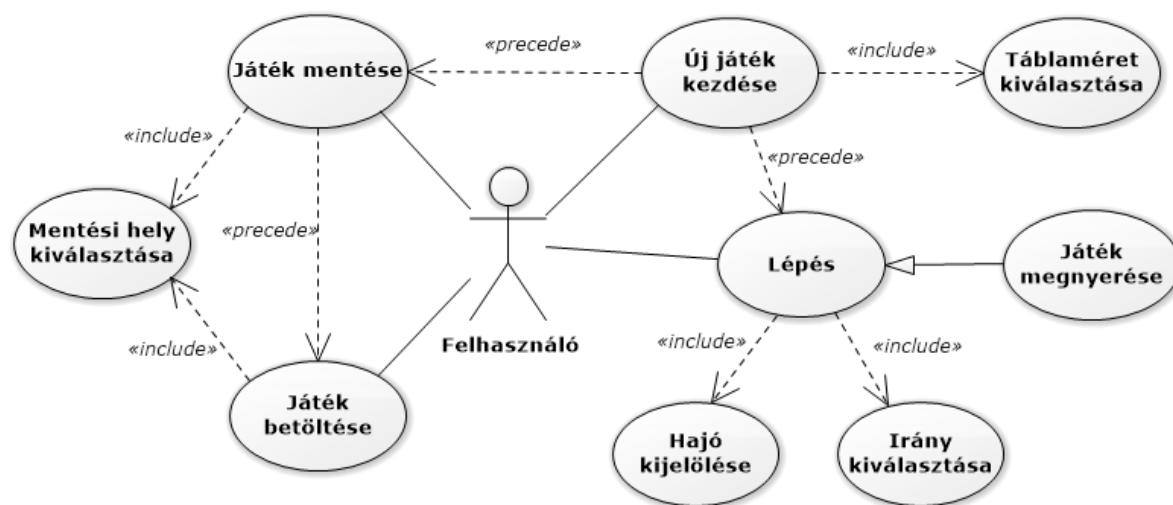 «precede»
Új játék
kezdése
«include»
Táblaméret
kiválasztása
Játék mentése
«include»
«precede»
Mentési hely
kiválasztása
«precede»
Lépés
Játék
megnyerése
«include»
Felhasználó
«include»
«include»
Játék
betöltése
Hajó
kijelölése
Irány
kiválasztása